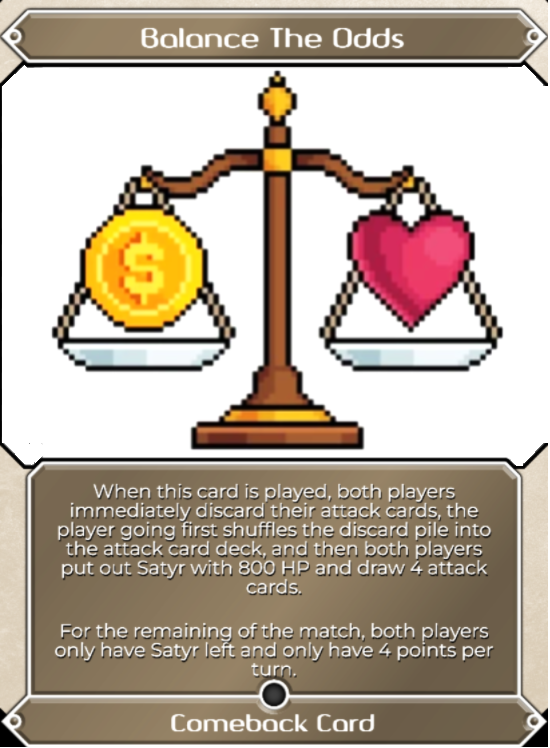 Balance The Odds
$
When this card is played, both players
immediately discard their attack cards, the
player going first shuffles the discard pile into
the attack card deck, and then both players
put out Satyr with 800 HP and draw 4 attack
cards.
For the remaining of the match, both players
only have Satyr left and only have 4 points per
turn.
Comeback Card